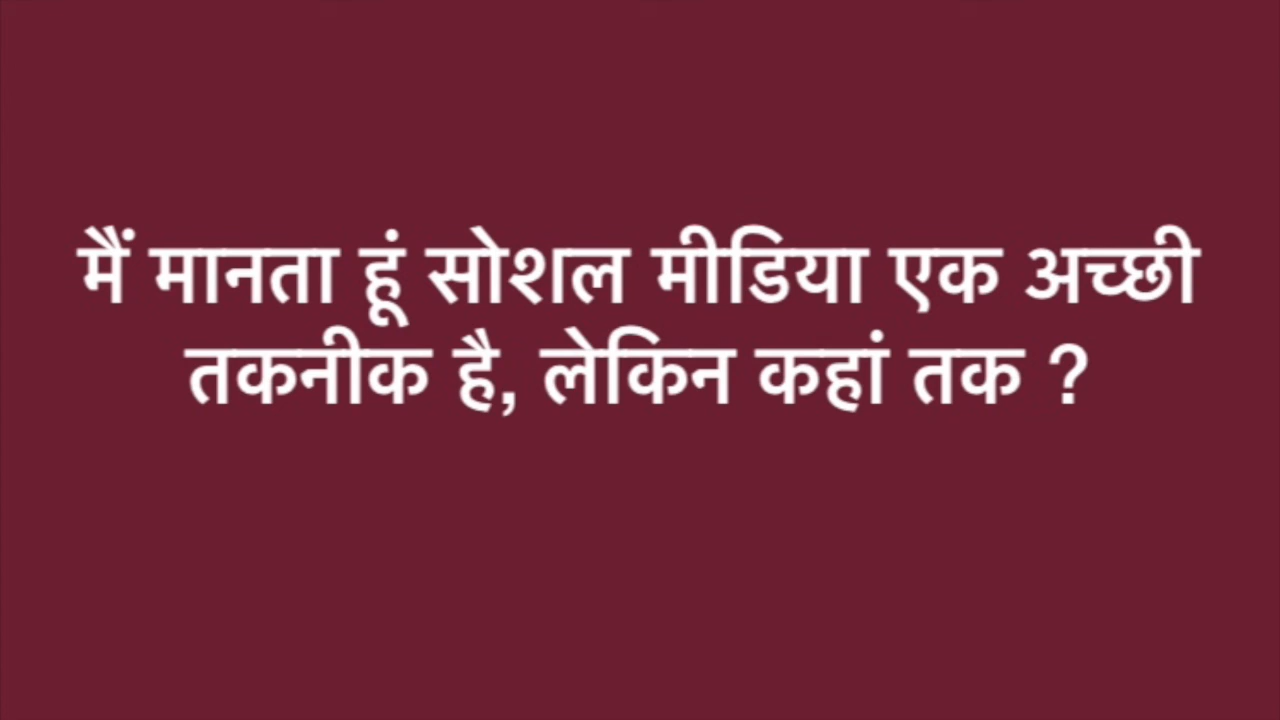 मैं मानता हूं सोशल मीडिया एक अच्छी
तकनीक है, लेकिन कहां तक ?